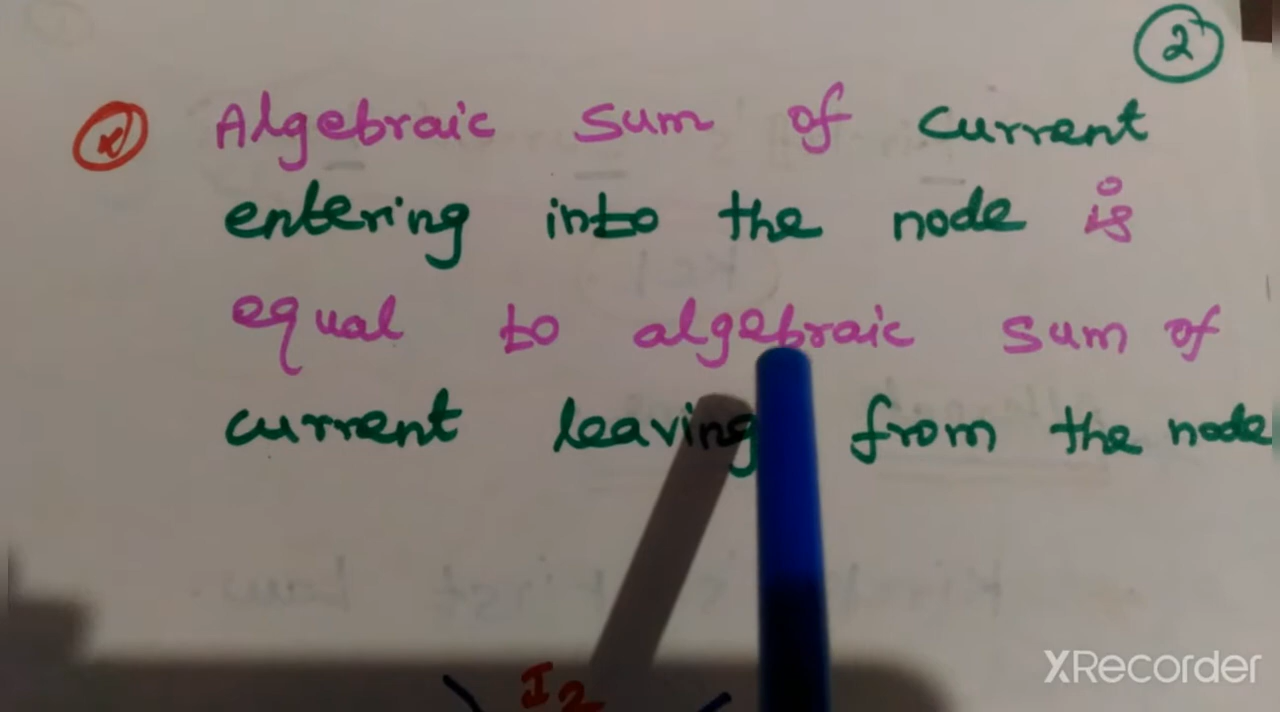 2
Algebraic sum of current
entering into the node is
equal to algebraic sum of
current leaving from the node
I2
XRecorder